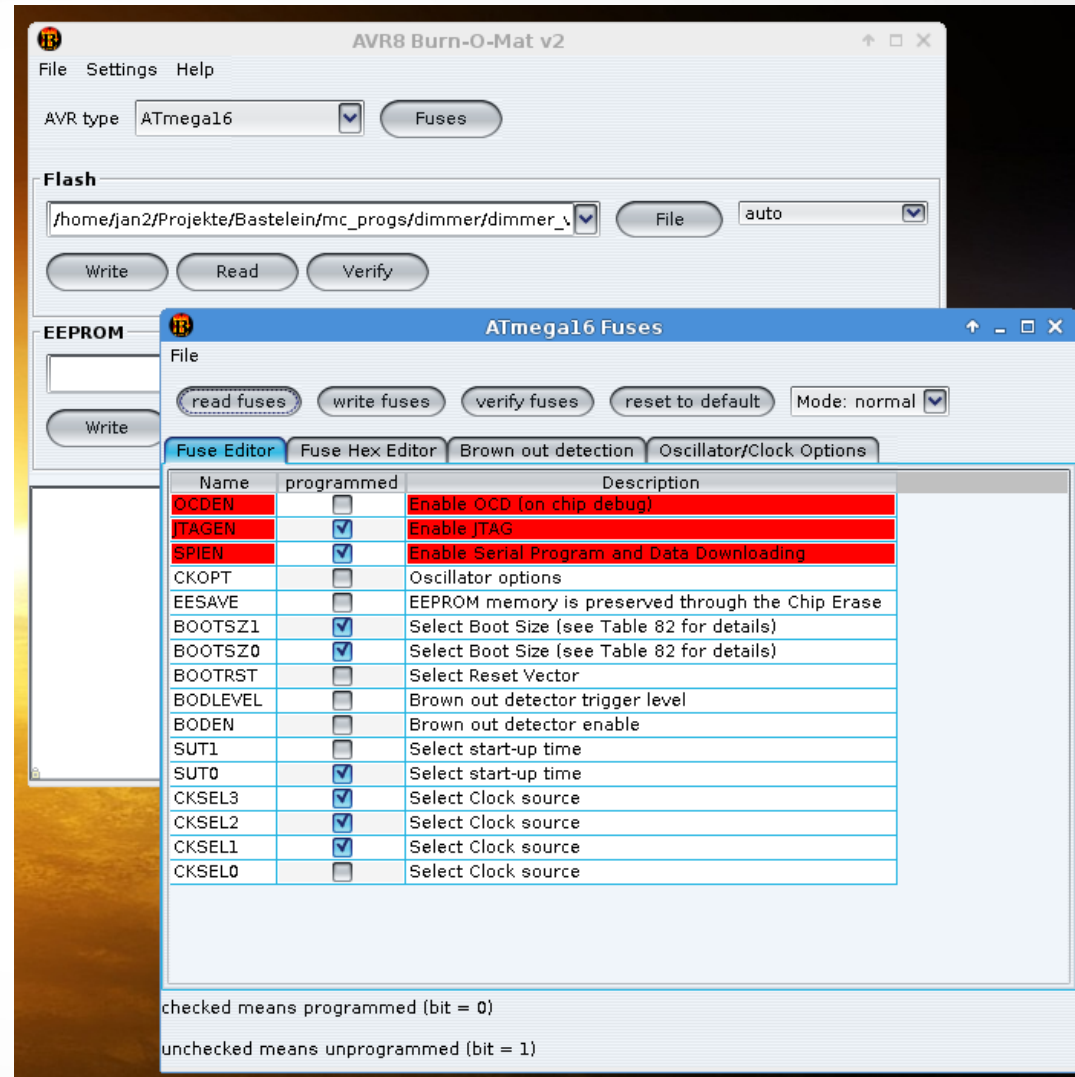 AVR8 Burn-O-Mat v2
File Settings Help
AVR type ATmega16 Fuses
Flash
/home/jan2/Projekte/Bastelein/mc_progs/dimmer/dimmer_ File auto
Write Read Verify
EEPROM
Write
ATmega16 Fuses
File
read fuses write fuses verify fuses reset to default Mode: normal
Fuse Editor Fuse Hex Editor Brown out detection Oscillator/Clock Options
Name programmed Description
OCDEN Enable OCD (on chip debug)
JTAGEN Enable JTAG
SPIEN Enable Serial Program and Data Downloading
CKOPT Oscillator options
EESAVE EEPROM memory is preserved through the Chip Erase
BOOTSZ1 Select Boot Size (see Table 82 for details)
BOOTSZ0 Select Boot Size (see Table 82 for details)
BOOTRST Select Reset Vector
BODLEVEL Brown out detector trigger level
BODEN Brown out detector enable
SUT1 Select start-up time
SUT0 Select start-up time
CKSEL3 Select Clock source
CKSEL2 Select Clock source
CKSEL1 Select Clock source
CKSEL0 Select Clock source
checked means programmed (bit = 0)
unchecked means unprogrammed (bit = 1)